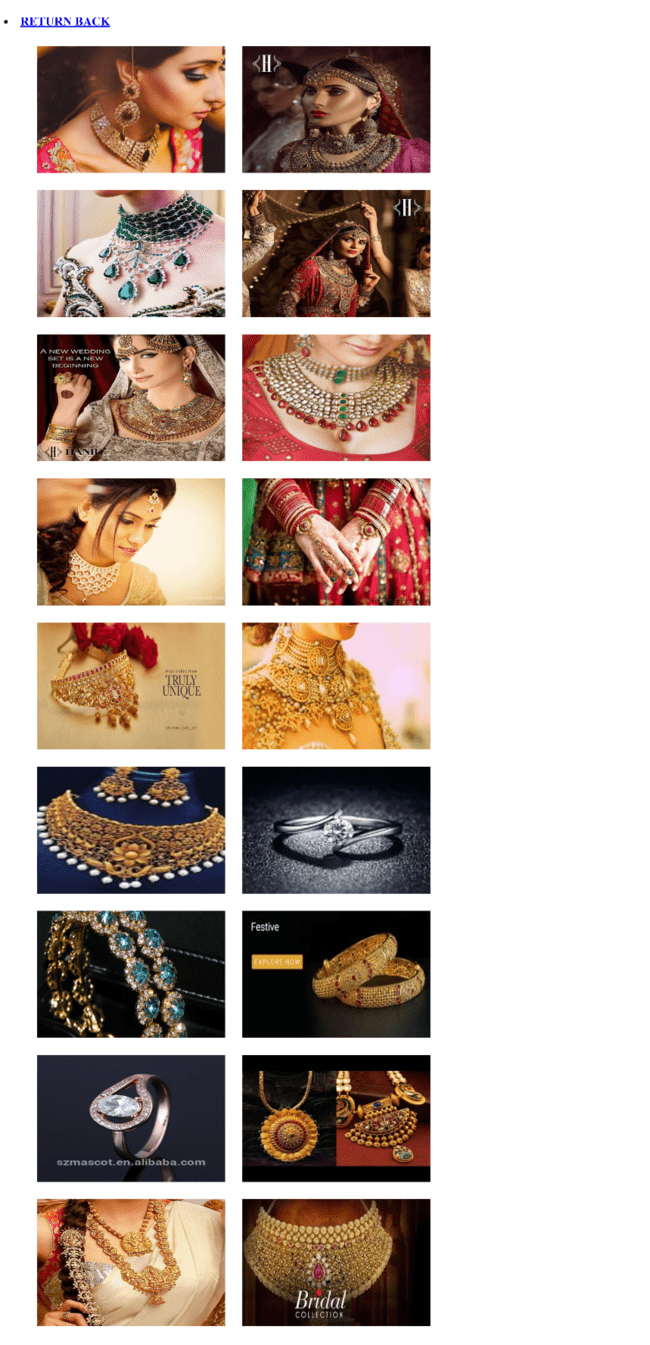 RETURN BACK
A NEW WEDDING
SET IS A NEW
BEGINNING
TRULY
UNIQUE
Festive
EXPLORE NOW
szmascot.en.alibaba.com
Bridal
COLLECTION